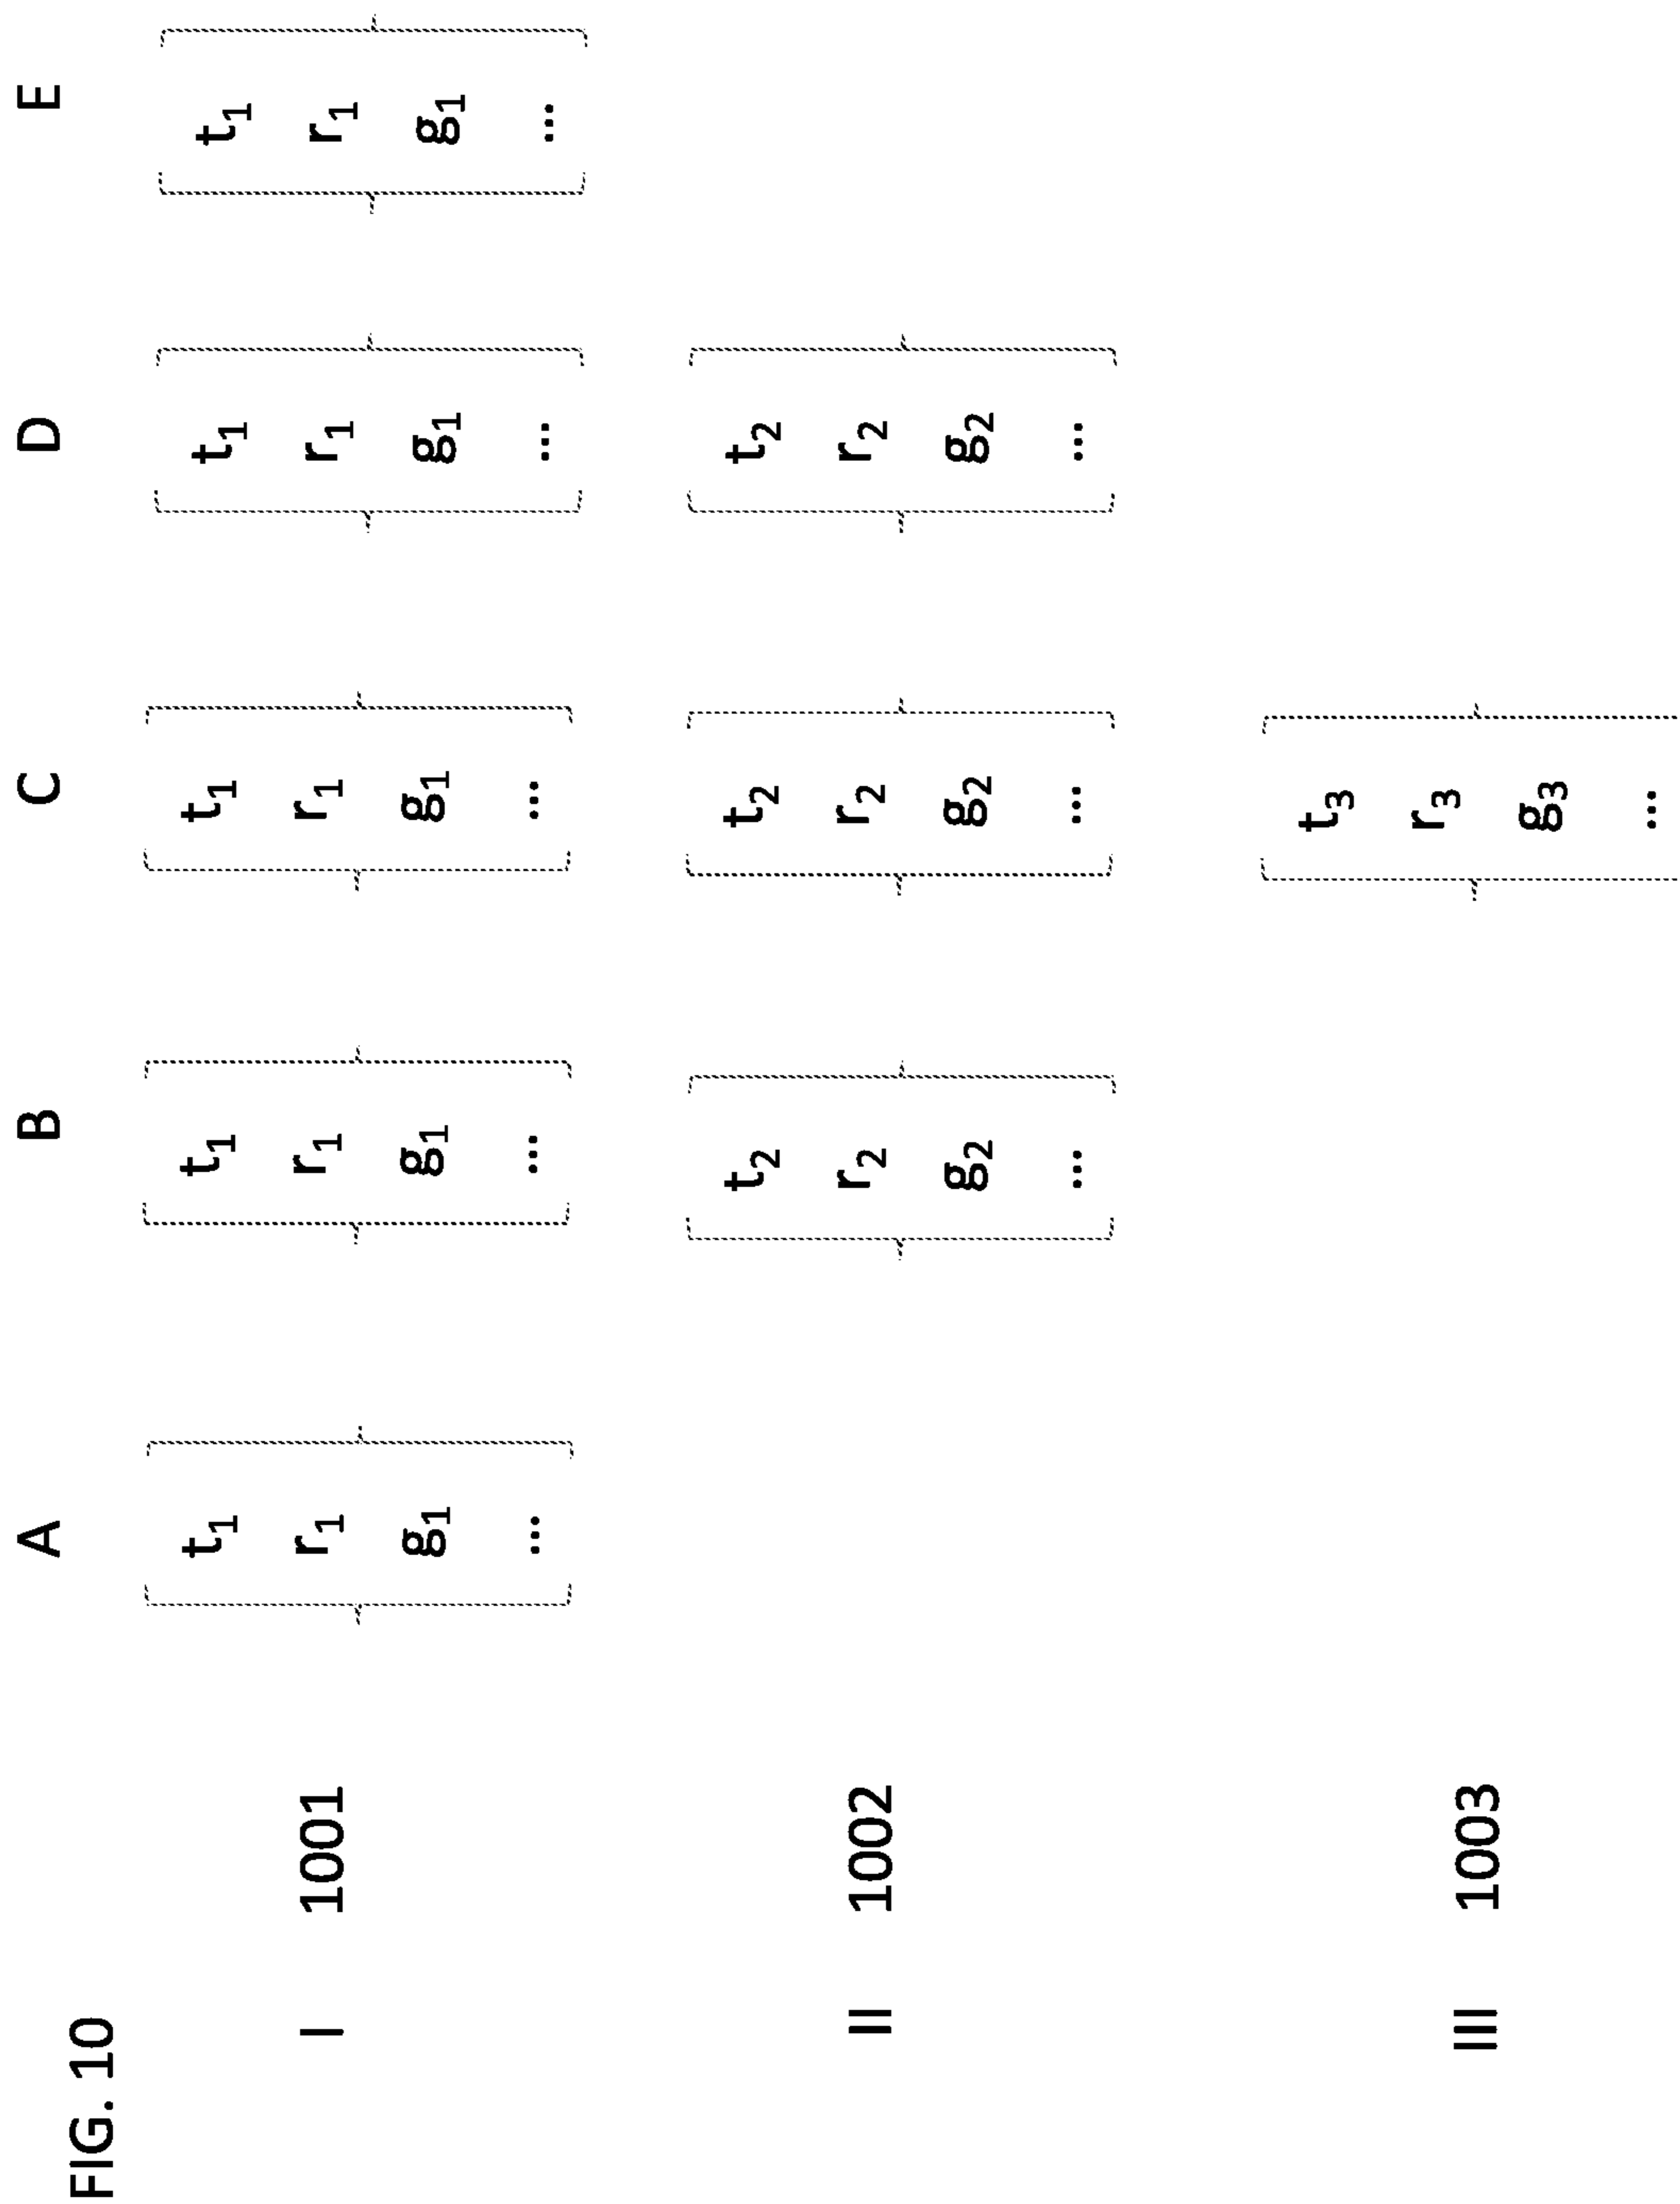 A B C D E
FIG. 10
t₁ t₁ t₁ t₁ t₁
I 1001 r₁ r₁ r₁ r₁ r₁
g₁ g₁ g₁ g₁ g₁
... ... ... ... ...
t₂ t₂ t₂
II 1002 r₂ r₂ r₂
g₂ g₂ g₂
... ... ...
t₃
III 1003 r₃
g₃
...